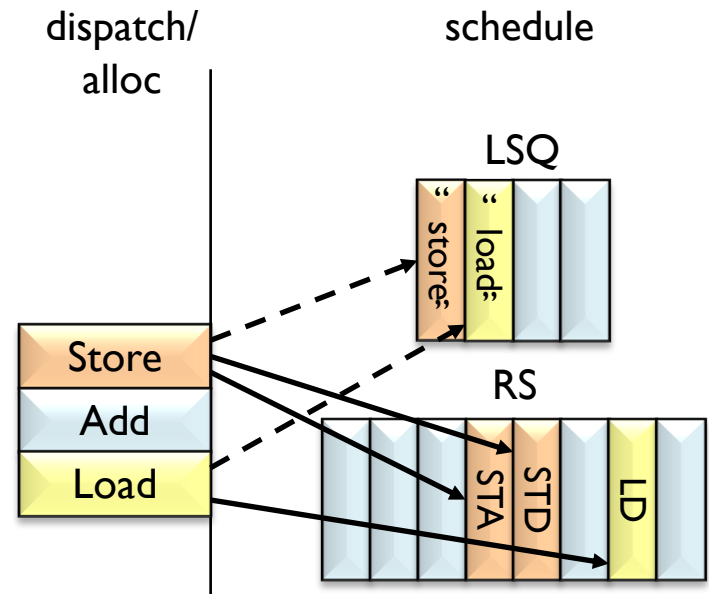 dispatch/
alloc
schedule
LSQ
“store”
“load”
Store
Add
Load
RS
STA
STD
LD